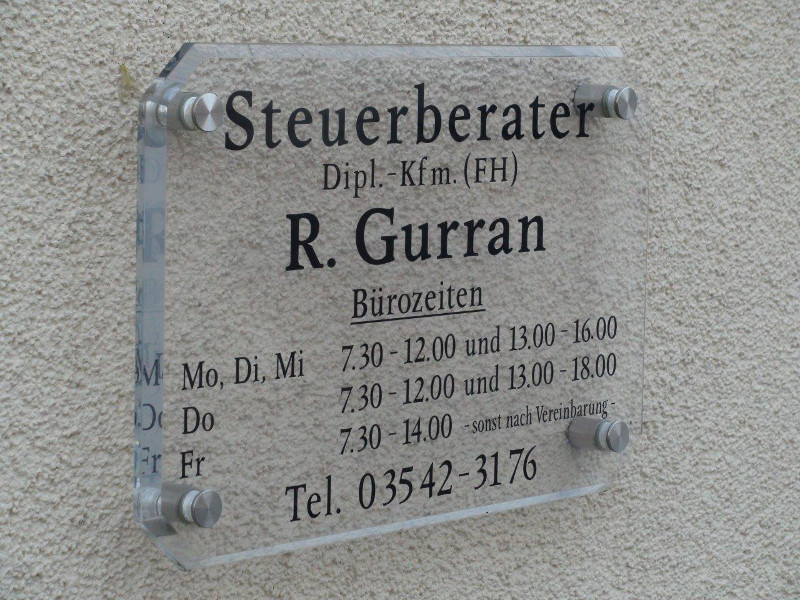 Steuerberater
Dipl.-Kfm. (FH)
R. Gurran
Bürozeiten
Mo, Di, Mi 7.30 - 12.00 und 13.00 - 16.00
Do 7.30 - 12.00 und 13.00 - 18.00
Fr 7.30 - 14.00 - sonst nach Vereinbarung -
Tel. 03542-3176